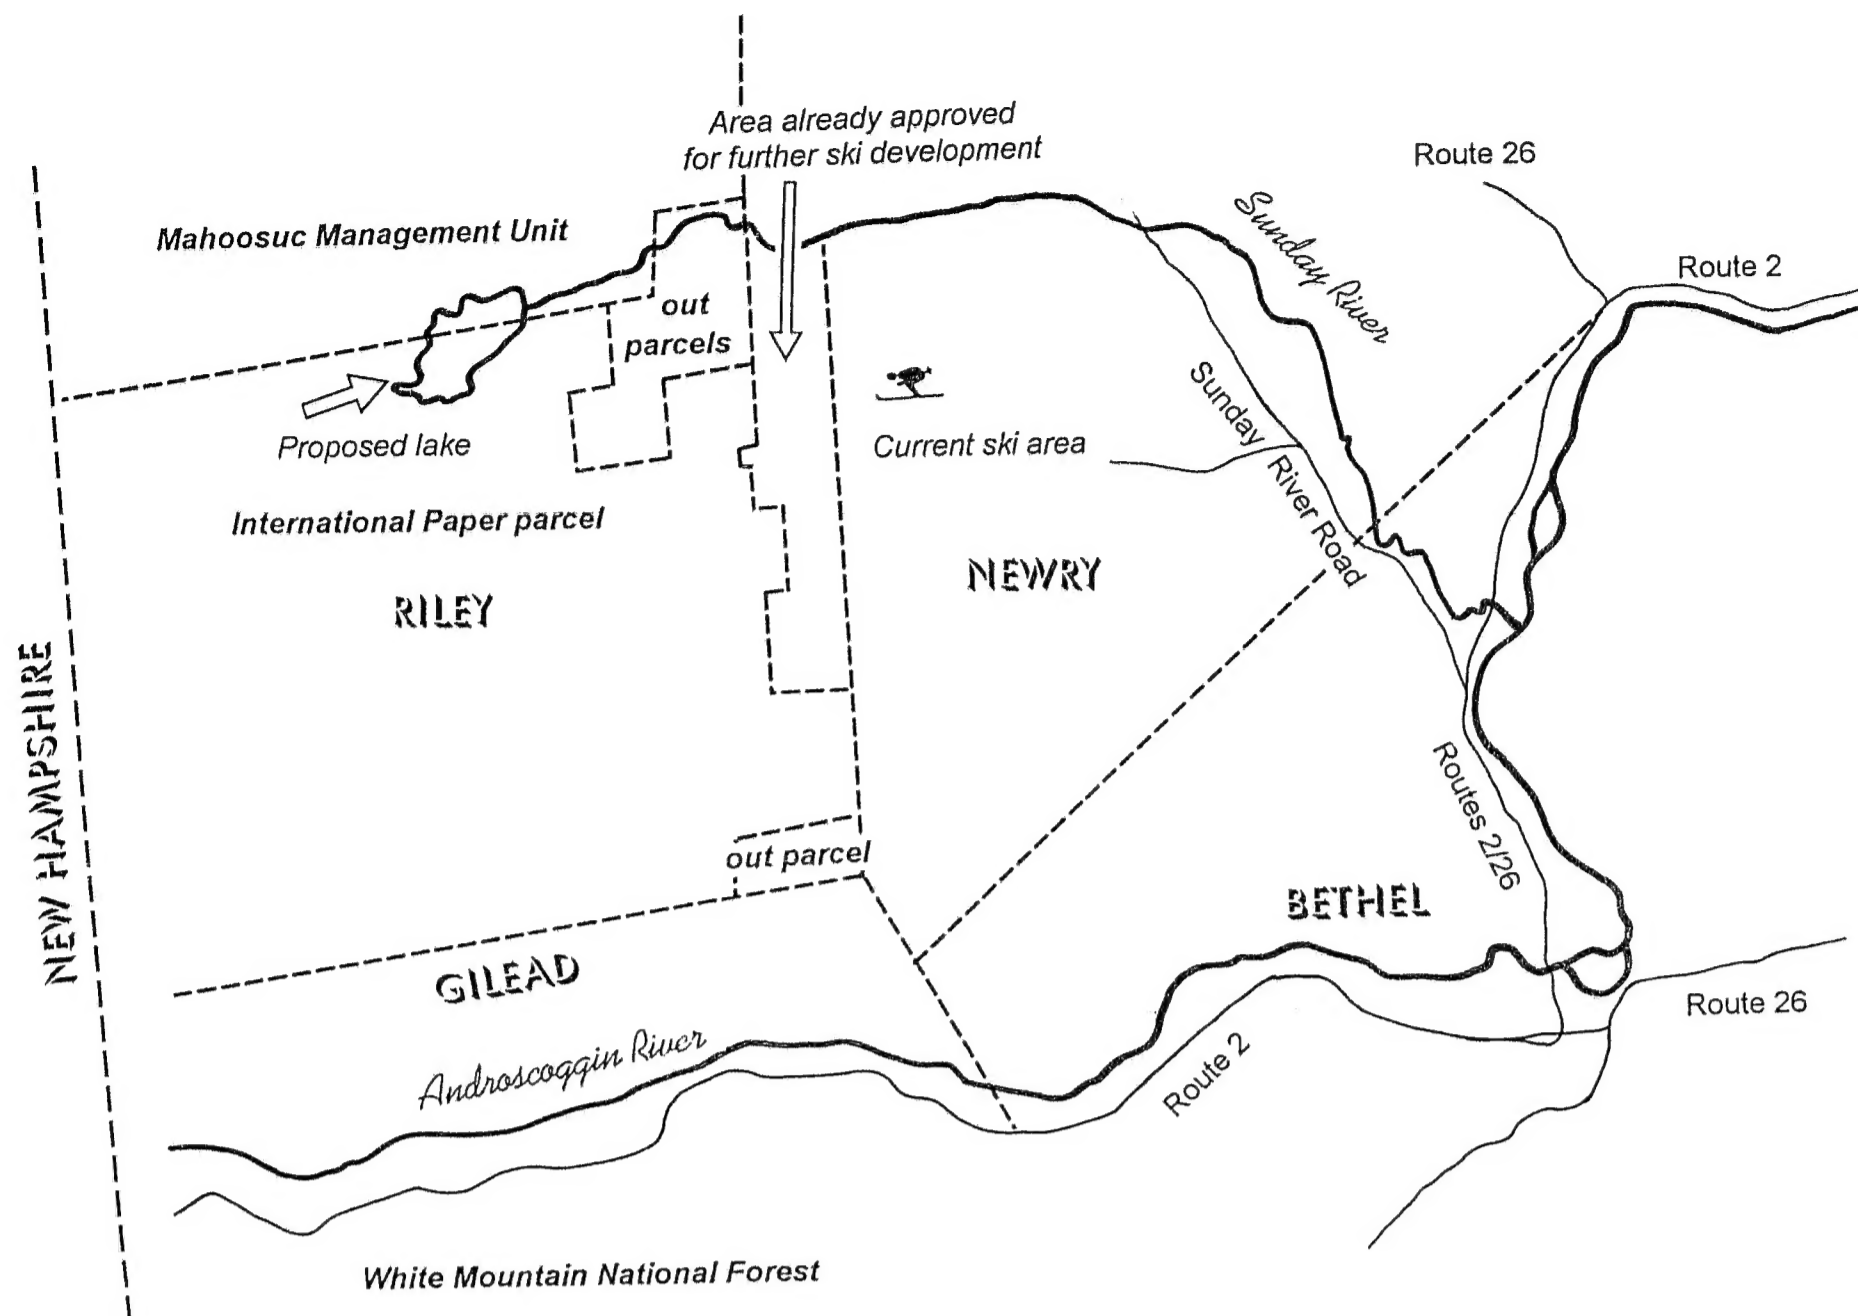 Area already approved
for further ski development
Route 26
Mahoosuc Management Unit
Sunday River
Route 2
out
parcels
Proposed lake
Current ski area
Sunday
River Road
International Paper parcel
NEWRY
RILEY
NEW HAMPSHIRE
Routes 2/26
out parcel
BETHEL
GILEAD
Route 26
Androscoggin River
Route 2
White Mountain National Forest